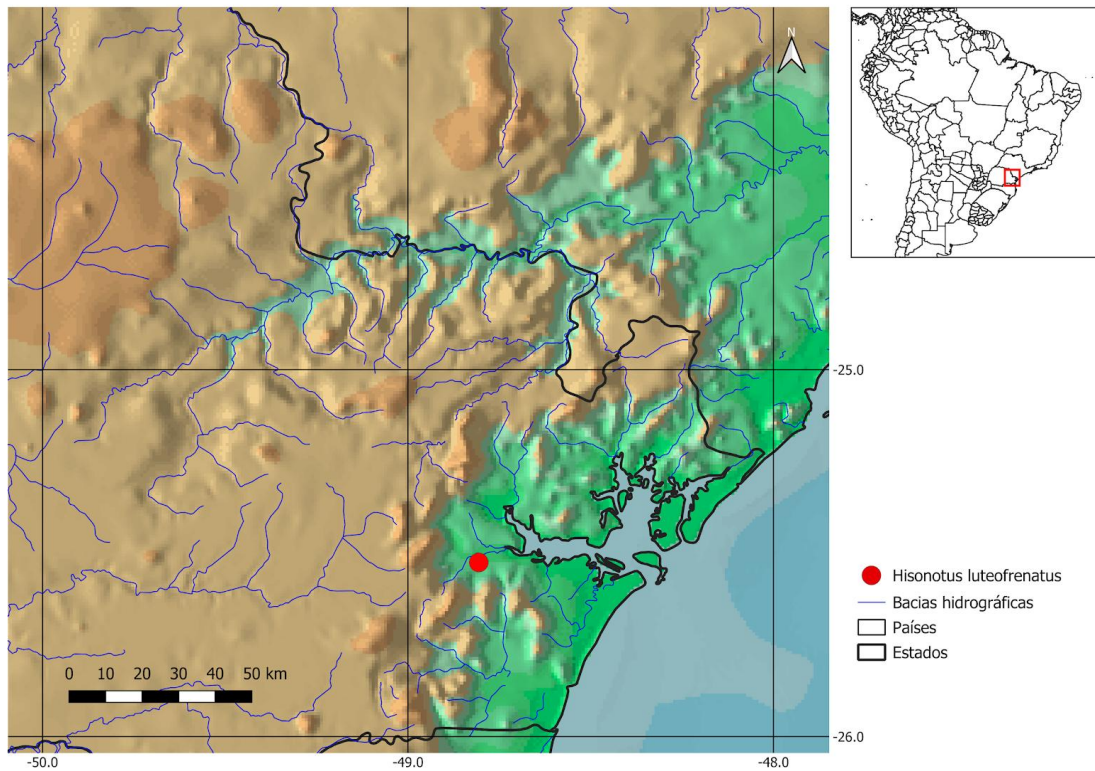 N
-25.0
Hisonotus luteofrenatus
Bacias hidrográficas
Países
Estados
0 10 20 30 40 50 km
-26.0
-50.0 -49.0 -48.0